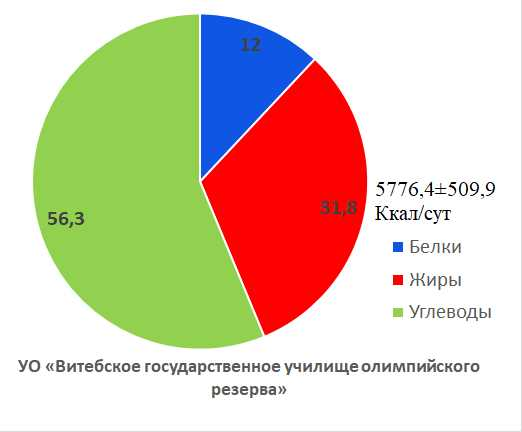 12
31,8
56,3
5776,4±509,9
Ккал/сут
Белки
Жиры
Углеводы
УО «Витебское государственное училище олимпийского
резерва»